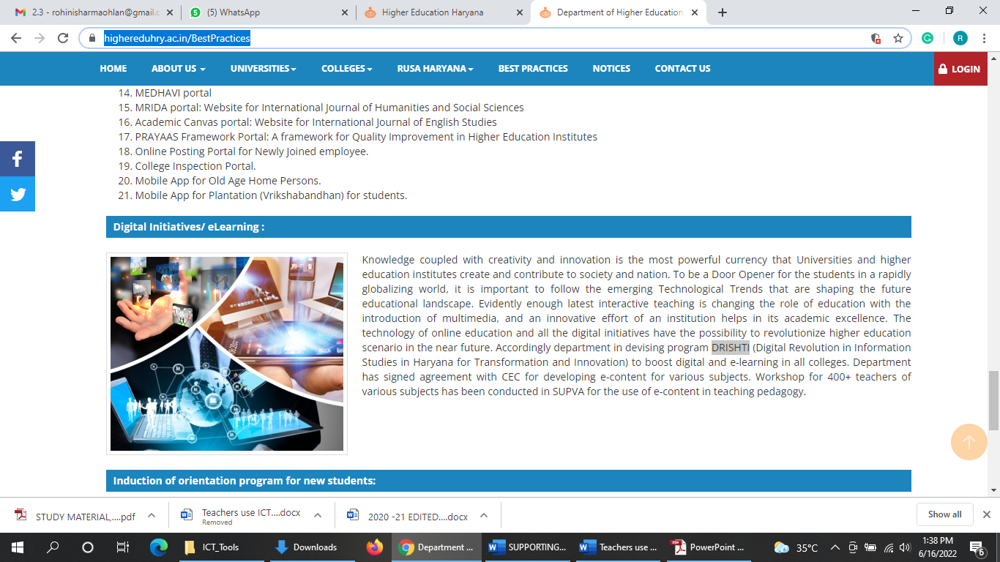 2.3 - rohinisharmaohlan@gmail.c
(5) WhatsApp
Higher Education Haryana
Department of Higher Education,
highereduhry.ac.in/BestPractices
R
HOME ABOUT US UNIVERSITIES COLLEGES RUSA HARYANA BEST PRACTICES NOTICES CONTACT US LOGIN
14. MEDHAVI portal
15. MRIDA portal: Website for International Journal of Humanities and Social Sciences
16. Academic Canvas portal: Website for International Journal of English Studies
17. PRAYAAS Framework Portal: A framework for Quality Improvement in Higher Education Institutes
18. Online Posting Portal for Newly Joined employee.
19. College Inspection Portal.
20. Mobile App for Old Age Home Persons.
21. Mobile App for Plantation (Vrikshabandhan) for students.
Digital Initiatives/ eLearning :
Knowledge coupled with creativity and innovation is the most powerful currency that Universities and higher
education institutes create and contribute to society and nation. To be a Door Opener for the students in a rapidly
globalizing world, it is important to follow the emerging Technological Trends that are shaping the future
educational landscape. Evidently enough latest interactive teaching is changing the role of education with the
introduction of multimedia, and an innovative effort of an institution helps in its academic excellence. The
technology of online education and all the digital initiatives have the possibility to revolutionize higher education
scenario in the near future. Accordingly department in devising program DRISHTI (Digital Revolution in Information
Studies in Haryana for Transformation and Innovation) to boost digital and e-learning in all colleges. Department
has signed agreement with CEC for developing e-content for various subjects. Workshop for 400+ teachers of
various subjects has been conducted in SUPVA for the use of e-content in teaching pedagogy.
Induction of orientation program for new students:
STUDY MATERIAL,....pdf
Teachers use ICT....docx
Removed
2020 -21 EDITED....docx
Show all
ICT_Tools
Downloads
Department ...
SUPPORTING...
Teachers use ...
PowerPoint ...
35°C
1:38 PM
6/16/2022
6